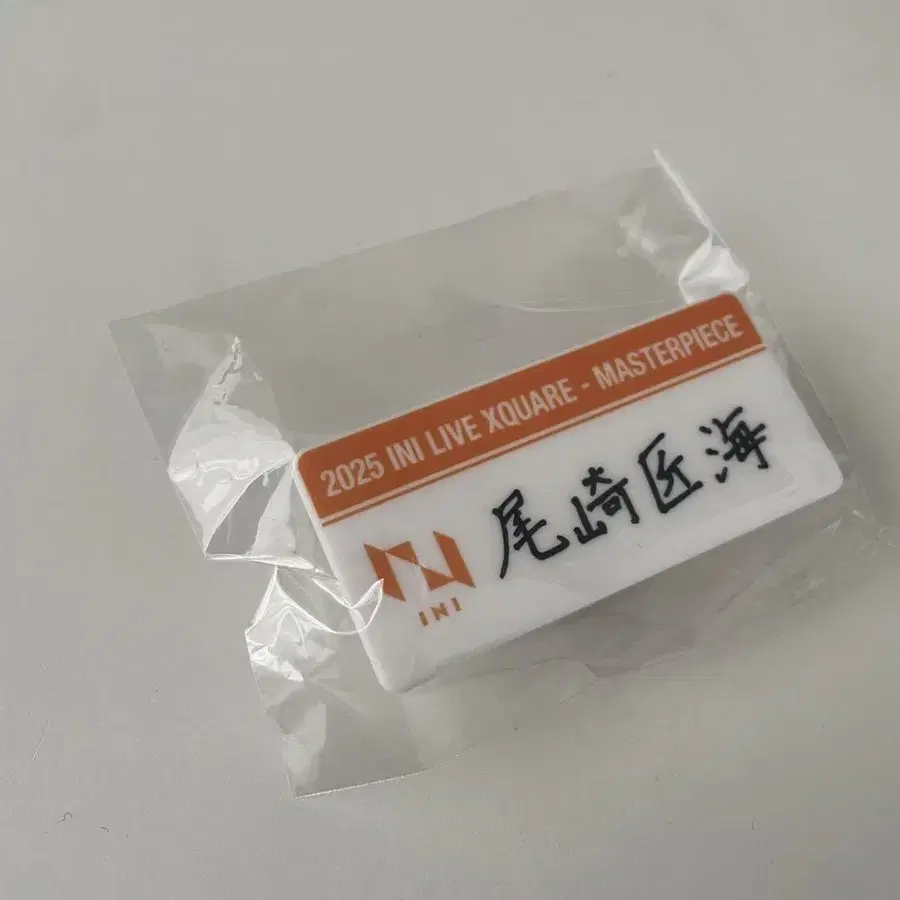 2025 INI LIVE XQUARE - MASTERPIECE
尾崎匠海
INI